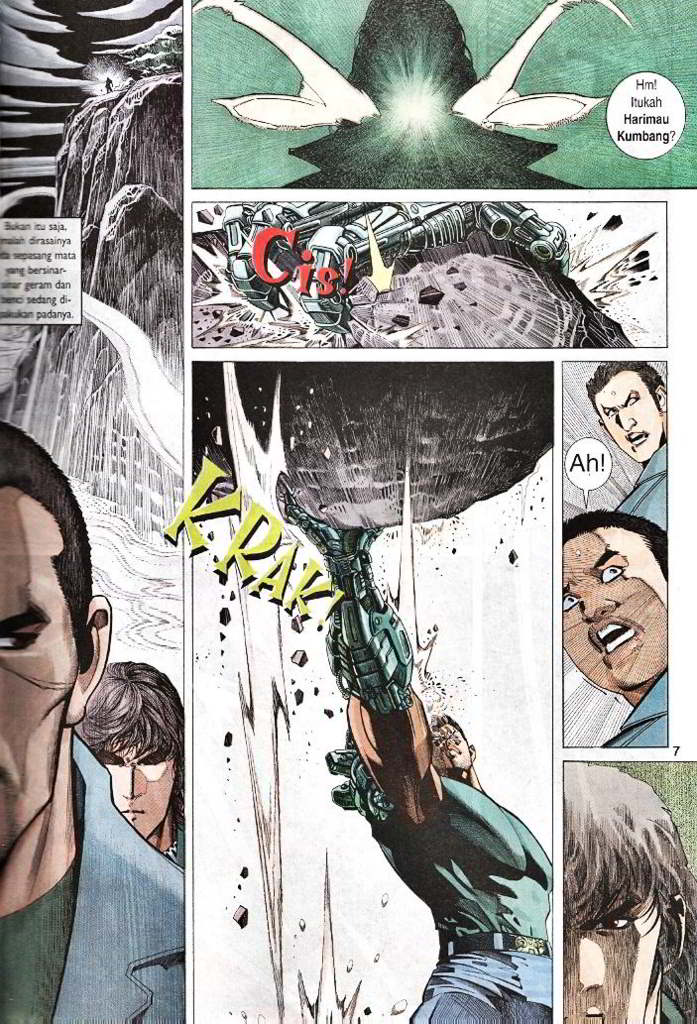 Hm!
Itukah
Harimau
Kumbang?
Bukan itu saja,
malah dirasainya
sepasang mata
yang bersinar-
sinar geram dan
benci sedang di-
pakukan padanya.
Cis!
KRAK!
Ah!
7